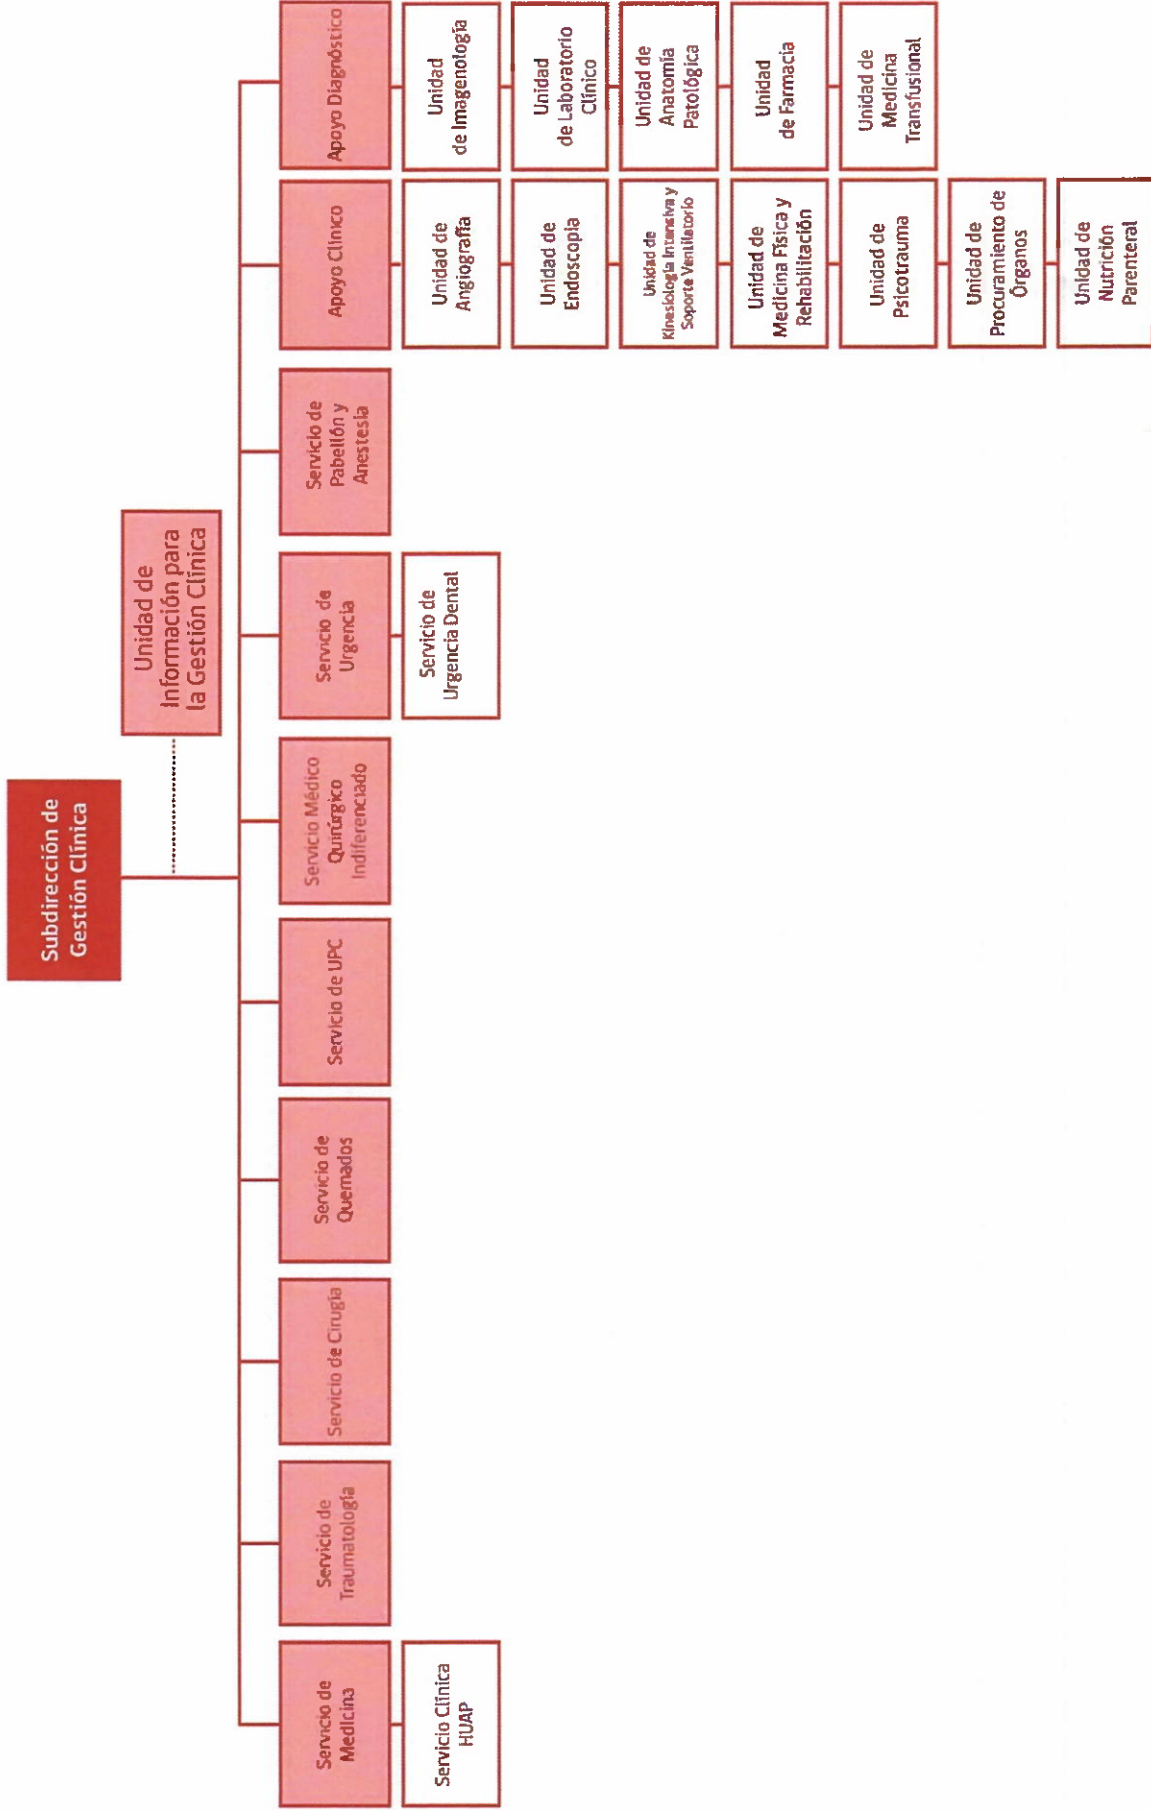 Subdirección de
Gestión Clínica
Unidad de
Información para
la Gestión Clínica
Servicio de
Medicina
Servicio Clínica
HUAP
Servicio de
Traumatología
Servicio de Cirugía
Servicio de
Quemados
Servicio de UPC
Servicio Médico
Quirúrgico
Indiferenciado
Servicio de
Urgencia
Servicio de
Urgencia Dental
Servicio de
Pabellón y
Anestesia
Apoyo Clínico
Unidad de
Angiografía
Unidad de
Endoscopía
Unidad de
Kinesiología Intensiva y
Soporte Ventilatorio
Unidad de
Medicina Física y
Rehabilitación
Unidad de
Psicotrauma
Unidad de
Procuramiento de
Órganos
Unidad de
Nutrición
Parenteral
Apoyo Diagnóstico
Unidad
de Imagenología
Unidad
de Laboratorio
Clínico
Unidad de
Anatomía
Patológica
Unidad
de Farmacia
Unidad de
Medicina
Transfusional